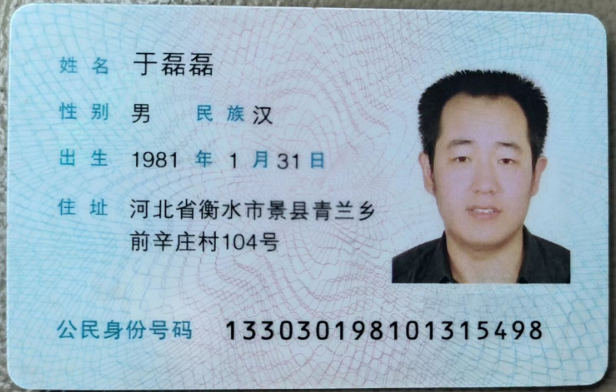 姓名 于磊磊
性别 男 民族 汉
出生 1981 年 1 月 31 日
住址 河北省衡水市景县青兰乡
前辛庄村104号
公民身份号码 133030198101315498